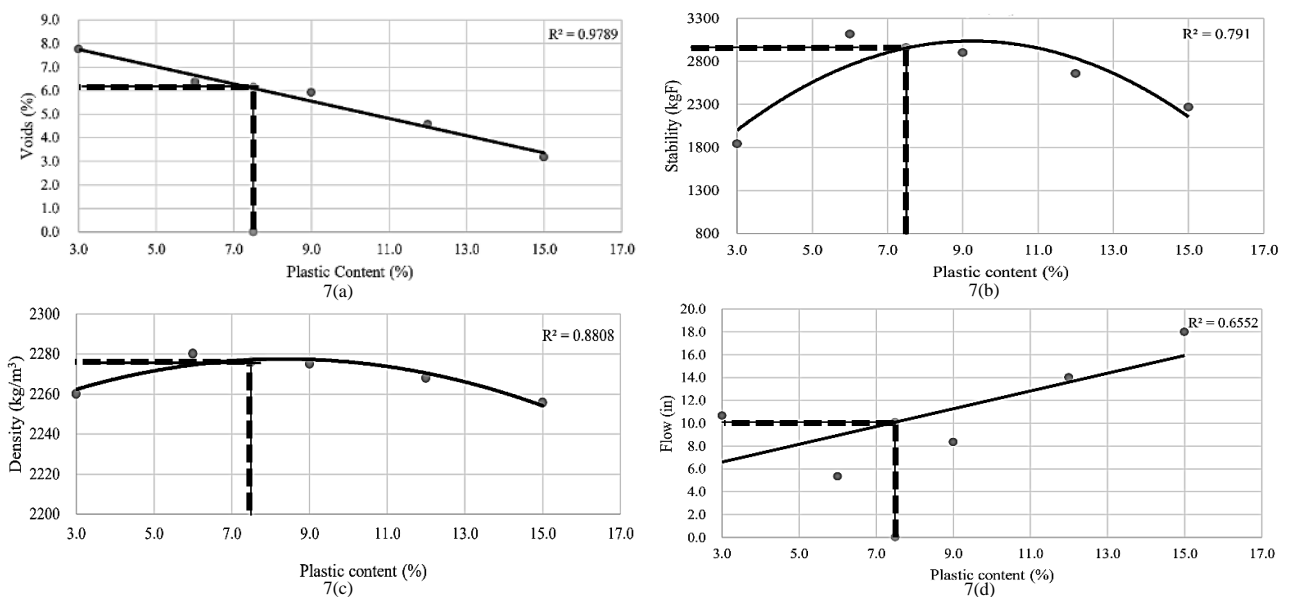 9.0
8.0
7.0
6.0
5.0
4.0
3.0
2.0
1.0
0.0
Voids (%)
R² = 0.9789
3.0 5.0 7.0 9.0 11.0 13.0 15.0 17.0
Plastic Content (%)
7(a)
3300
2800
2300
1800
1300
800
Stability (kgF)
R² = 0.791
3.0 5.0 7.0 9.0 11.0 13.0 15.0 17.0
Plastic content (%)
7(b)
2300
2280
2260
2240
2220
2200
Density (kg/m³)
R² = 0.8808
3.0 5.0 7.0 9.0 11.0 13.0 15.0 17.0
Plastic content (%)
7(c)
20.0
18.0
16.0
14.0
12.0
10.0
8.0
6.0
4.0
2.0
0.0
Flow (in)
R² = 0.6552
3.0 5.0 7.0 9.0 11.0 13.0 15.0 17.0
Plastic content (%)
7(d)